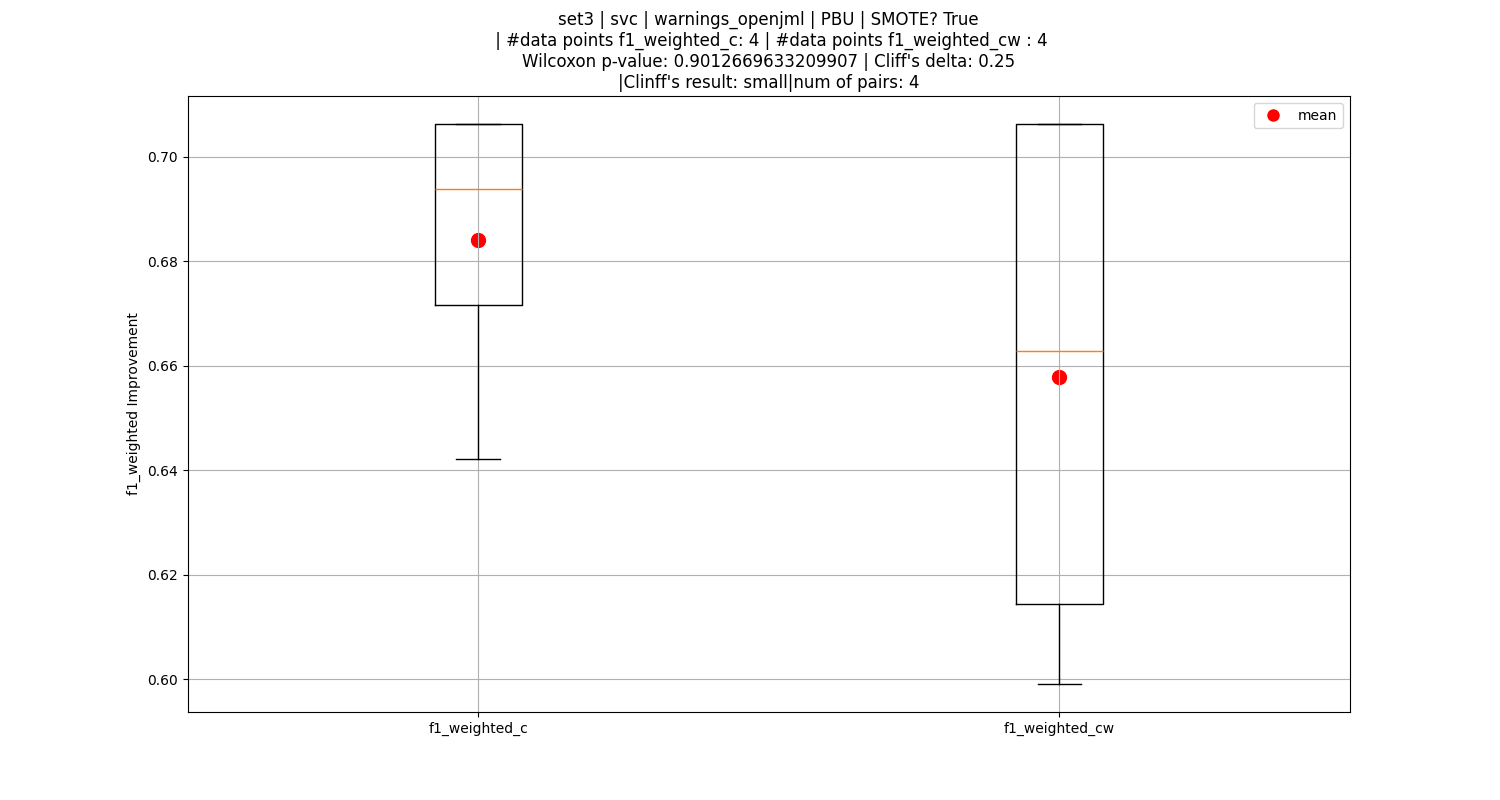 set3 | svc | warnings_openjml | PBU | SMOTE? True
| #data points f1_weighted_c: 4 | #data points f1_weighted_cw : 4
Wilcoxon p-value: 0.9012669633209907 | Cliff's delta: 0.25
|Clinff's result: small|num of pairs: 4
mean
0.70
0.68
0.66
0.64
0.62
0.60
f1_weighted Improvement
f1_weighted_c
f1_weighted_cw